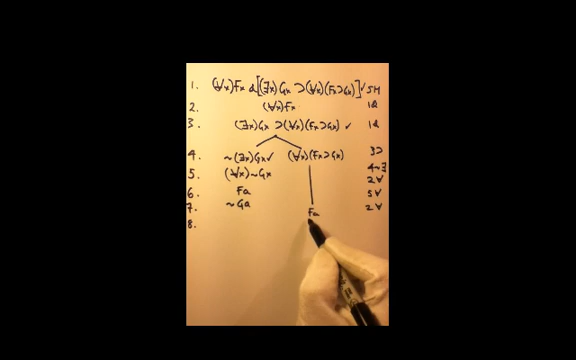 1. (∀x)Fx & [(∃x)Gx ⊃ (∀x)(Fx ⊃ Gx)] ✓ SM
2. (∀x)Fx 1&
3. (∃x)Gx ⊃ (∀x)(Fx ⊃ Gx) ✓ 1&
4. ~(∃x)Gx ✓ (∀x)(Fx ⊃ Gx) 3⊃
5. (∀x)~Gx 4~∃
6. Fa 2∀
7. ~Ga 5∀
Fa 2∀
8.